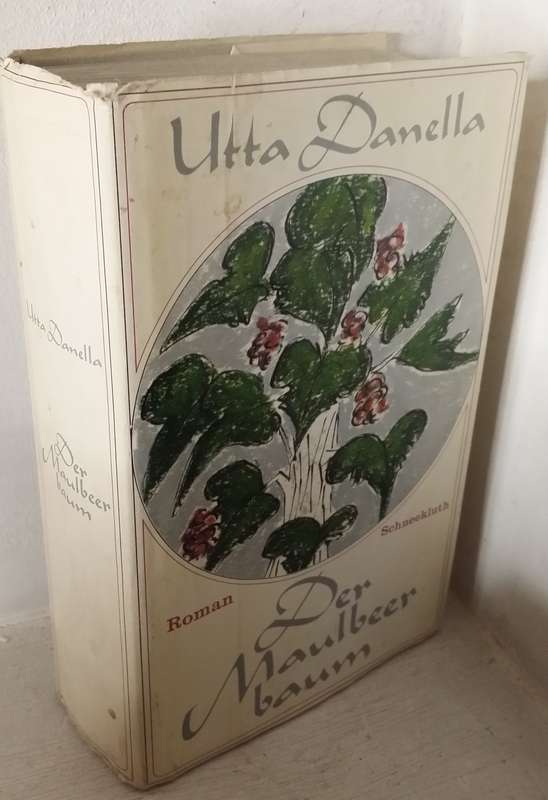 Utta Danella
Utta Danella
Der
Maulbeer
baum
Schneekluth
Roman
Der
Maulbeer
baum